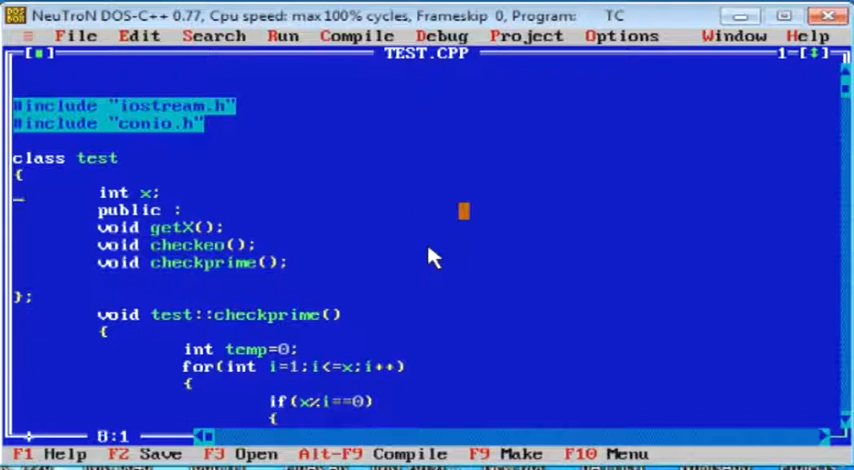 NeuTroN DOS-C++ 0.77, Cpu speed: max 100% cycles, Frameskip 0, Program: TC
≡ File Edit Search Run Compile Debug Project Options Window Help
[■] TEST.CPP 1=[↕]
#include "iostream.h"
#include "conio.h"
class test
{
int x;
public :
void getX();
void checkeo();
void checkprime();
};
void test::checkprime()
{
int temp=0;
for(int i=1;i<=x;i++)
{
if(x%i==0)
{
8:1
F1 Help F2 Save F3 Open Alt-F9 Compile F9 Make F10 Menu